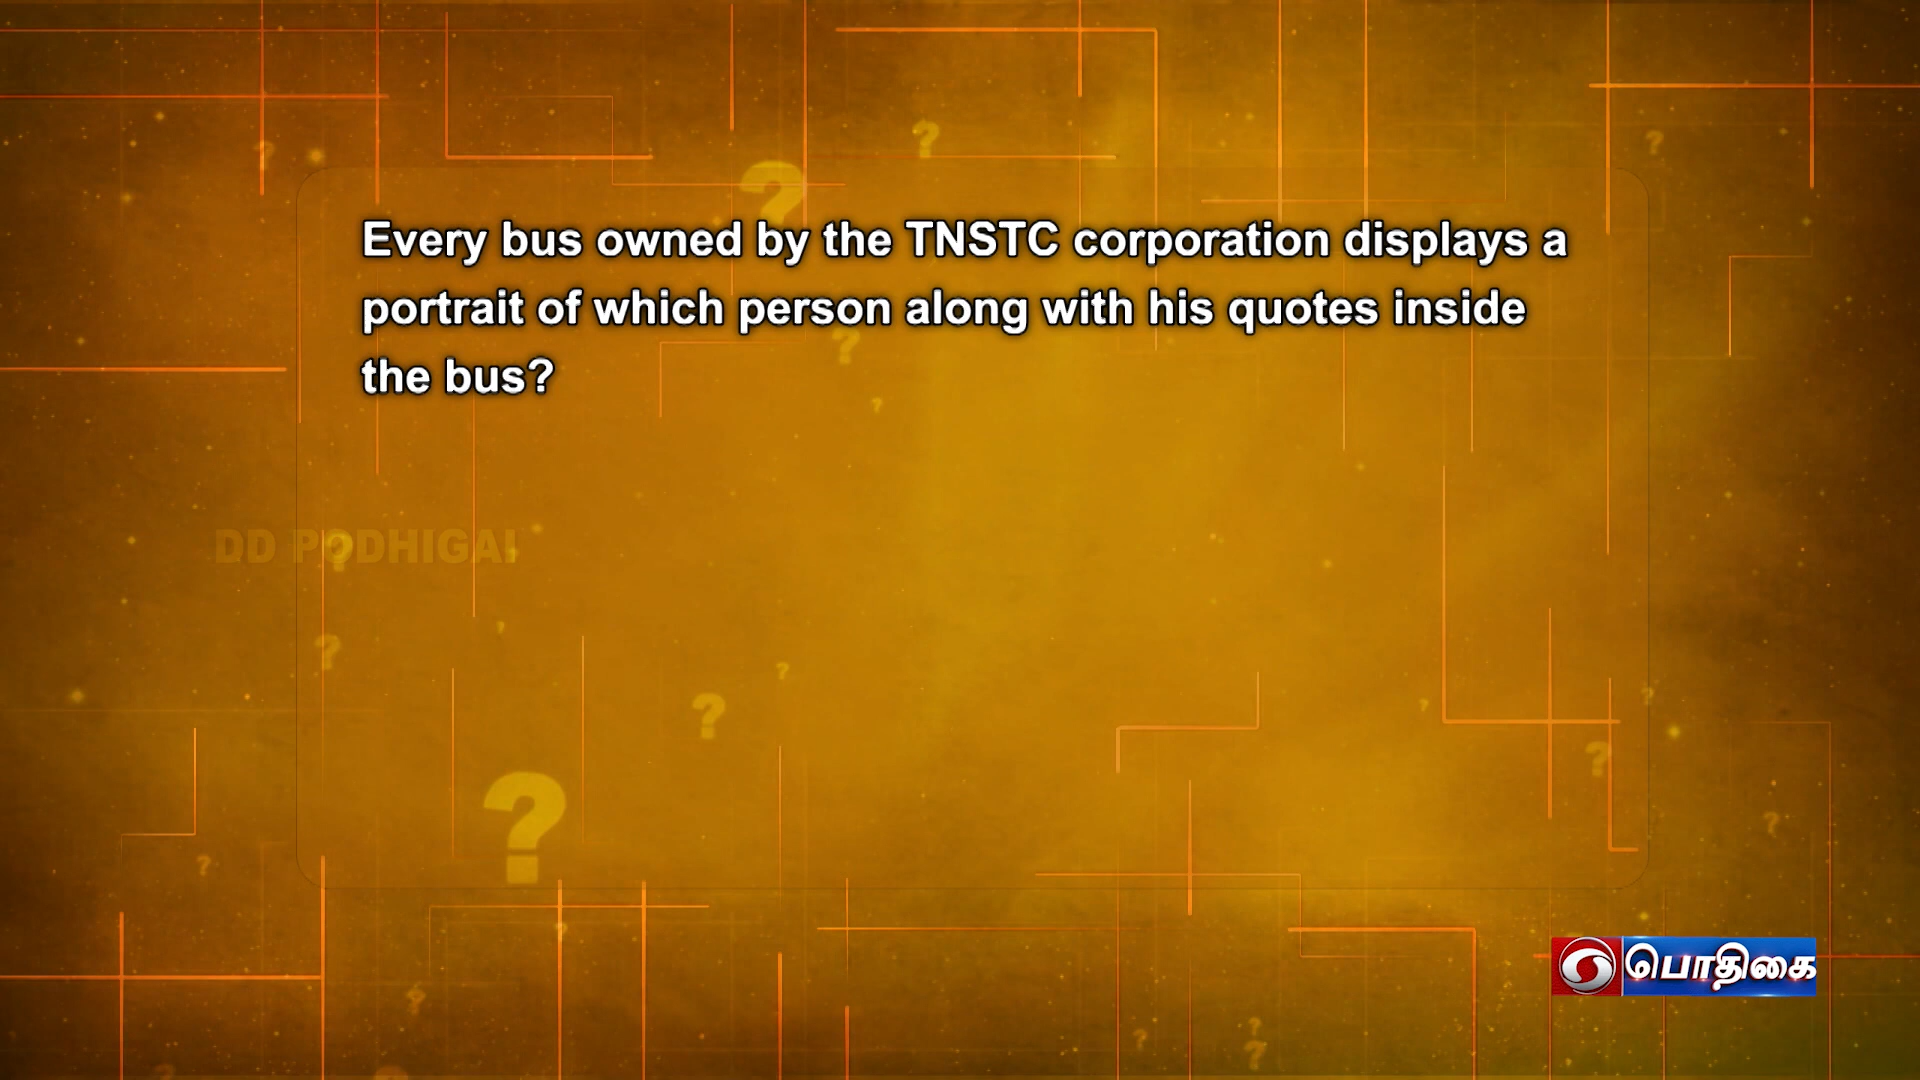 Every bus owned by the TNSTC corporation displays a
portrait of which person along with his quotes inside
the bus?
DD PODHIGAI
பொதிகை